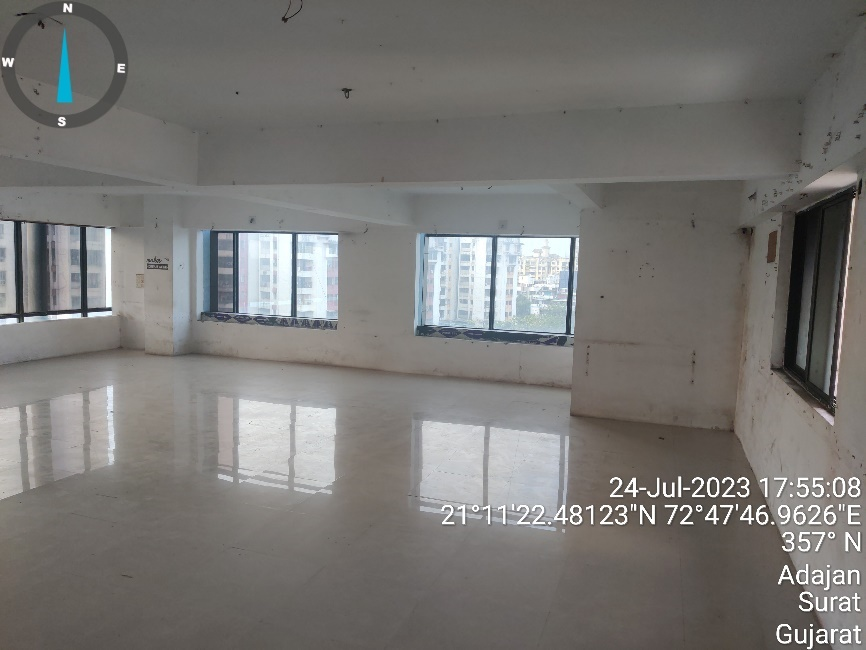 N
W
E
S
24-Jul-2023 17:55:08
21°11'22.48123"N 72°47'46.9626"E
357° N
Adajan
Surat
Gujarat